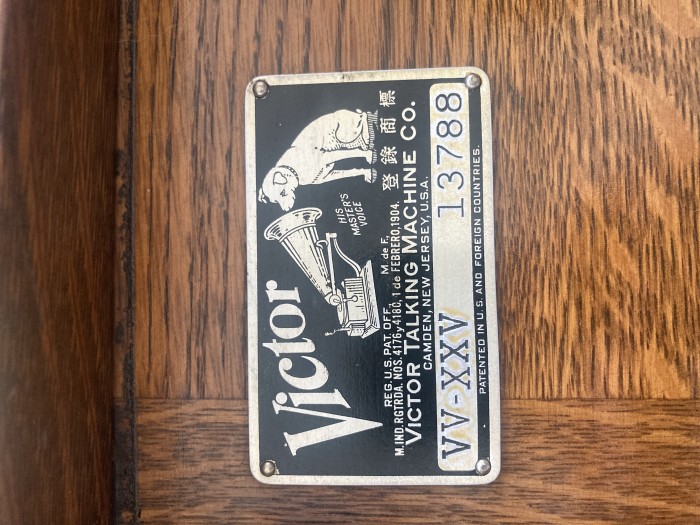 Victor
HIS
MASTER'S
VOICE
REG. U.S. PAT. OFF. M. de F.
M.IND.RGTRDA. NOS. 4176 y 4180, 1 de FEBRERO, 1904.
標商錄登
VICTOR TALKING MACHINE CO.
CAMDEN, NEW JERSEY, U.S.A.
VV-XXV 13788
PATENTED IN U.S. AND FOREIGN COUNTRIES.